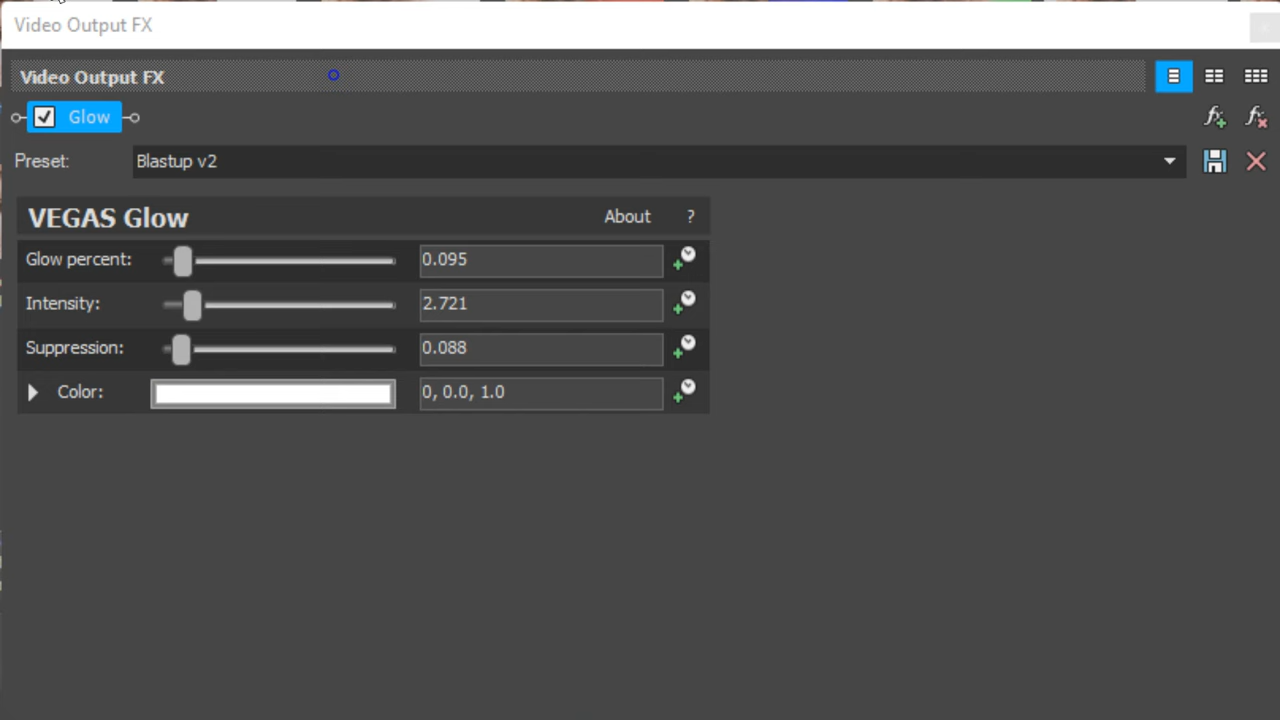 Video Output FX
Video Output FX
Glow
Preset: Blastup v2
VEGAS Glow About ?
Glow percent: 0.095
Intensity: 2.721
Suppression: 0.088
Color: 0, 0.0, 1.0